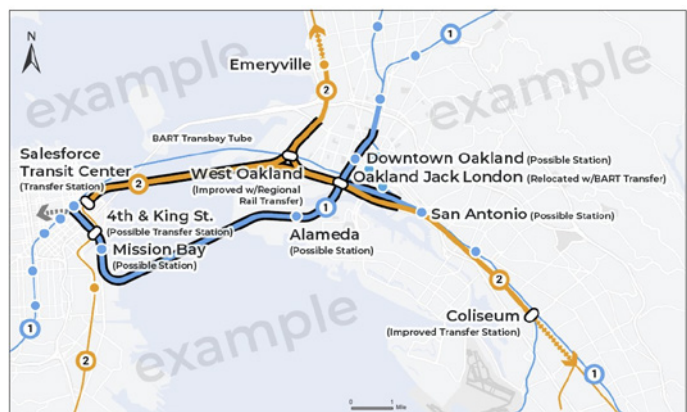 N
example
example
example
Emeryville
1
2
BART Transbay Tube
Salesforce
Transit Center
(Transfer Station)
2
West Oakland
(Improved w/Regional
Rail Transfer)
Downtown Oakland (Possible Station)
Oakland Jack London (Relocated w/BART Transfer)
4th & King St.
(Possible Transfer Station)
1
San Antonio (Possible Station)
Mission Bay
(Possible Station)
Alameda
(Possible Station)
2
Coliseum
(Improved Transfer Station)
1
2
1
0 1
Mile